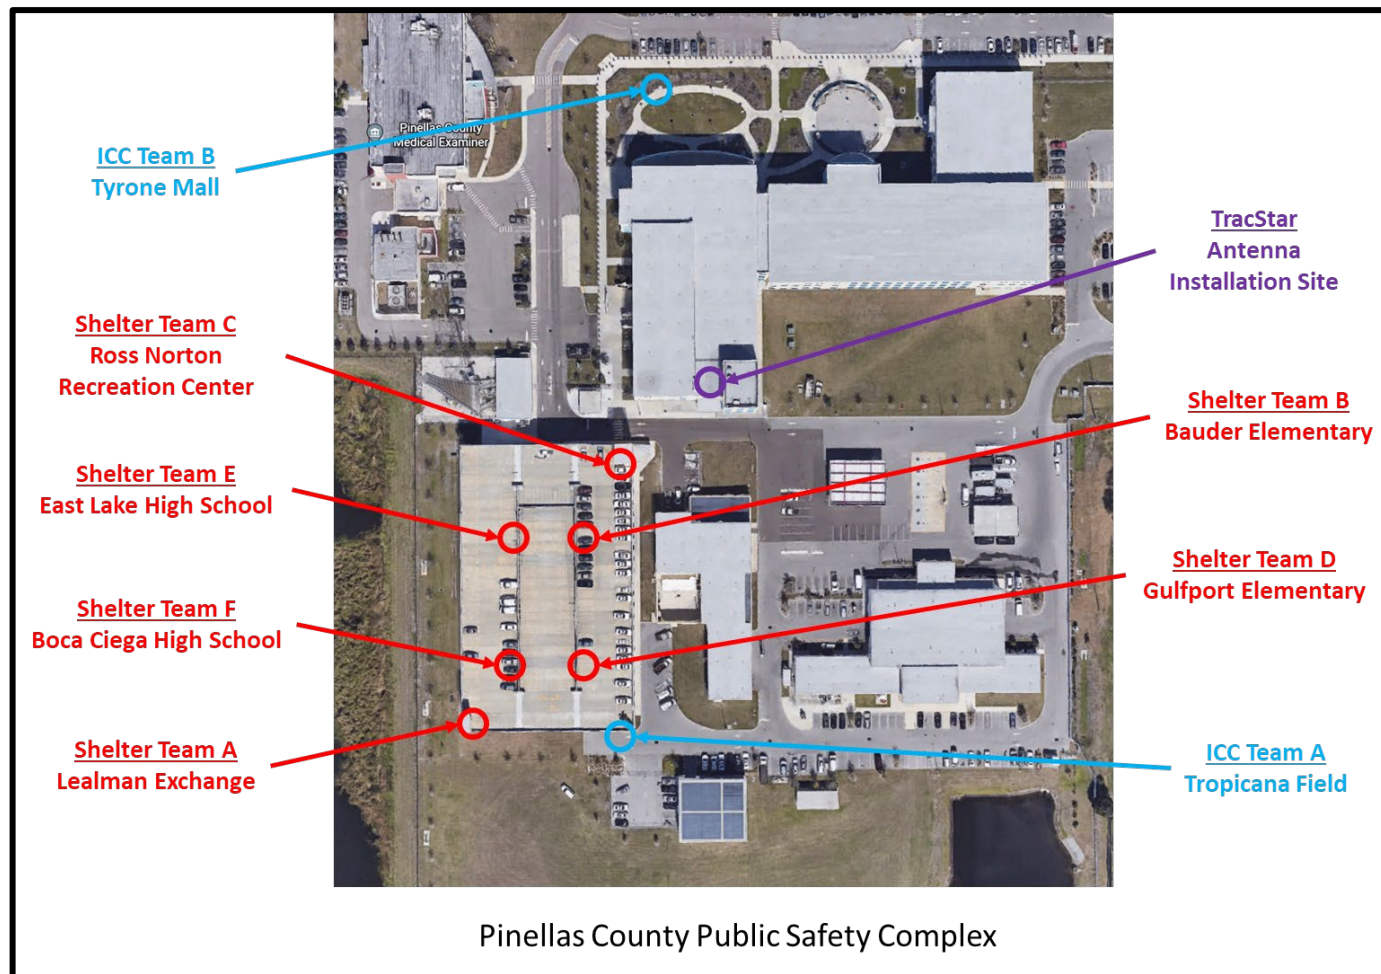 Pinellas County
Medical Examiner
ICC Team B
Tyrone Mall
TracStar
Antenna
Installation Site
Shelter Team C
Ross Norton
Recreation Center
Shelter Team B
Bauder Elementary
Shelter Team E
East Lake High School
Shelter Team D
Gulfport Elementary
Shelter Team F
Boca Ciega High School
Shelter Team A
Lealman Exchange
ICC Team A
Tropicana Field
Pinellas County Public Safety Complex